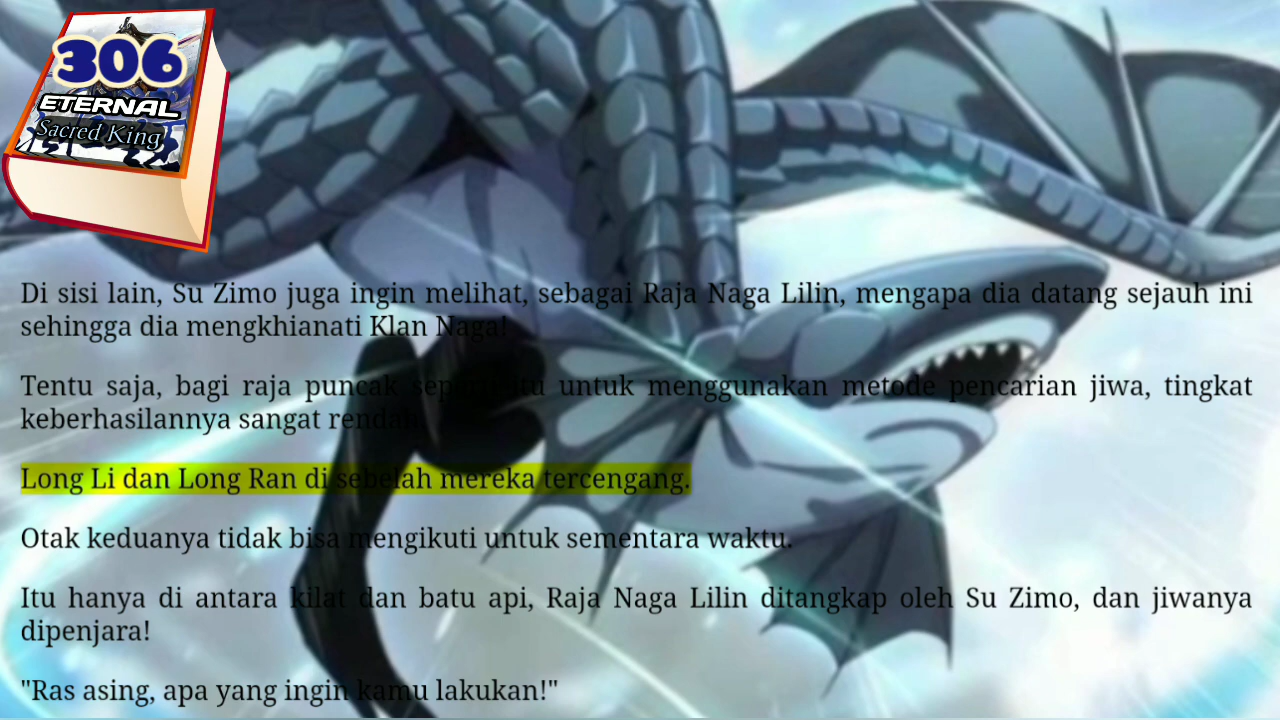 306
ETERNAL
Sacred King
Di sisi lain, Su Zimo juga ingin melihat, sebagai Raja Naga Lilin, mengapa dia datang sejauh ini
sehingga dia mengkhianati Klan Naga!
Tentu saja, bagi raja puncak seperti itu untuk menggunakan metode pencarian jiwa, tingkat
keberhasilannya sangat rendah.
Long Li dan Long Ran di sebelah mereka tercengang.
Otak keduanya tidak bisa mengikuti untuk sementara waktu.
Itu hanya di antara kilat dan batu api, Raja Naga Lilin ditangkap oleh Su Zimo, dan jiwanya
dipenjara!
"Ras asing, apa yang ingin kamu lakukan!"